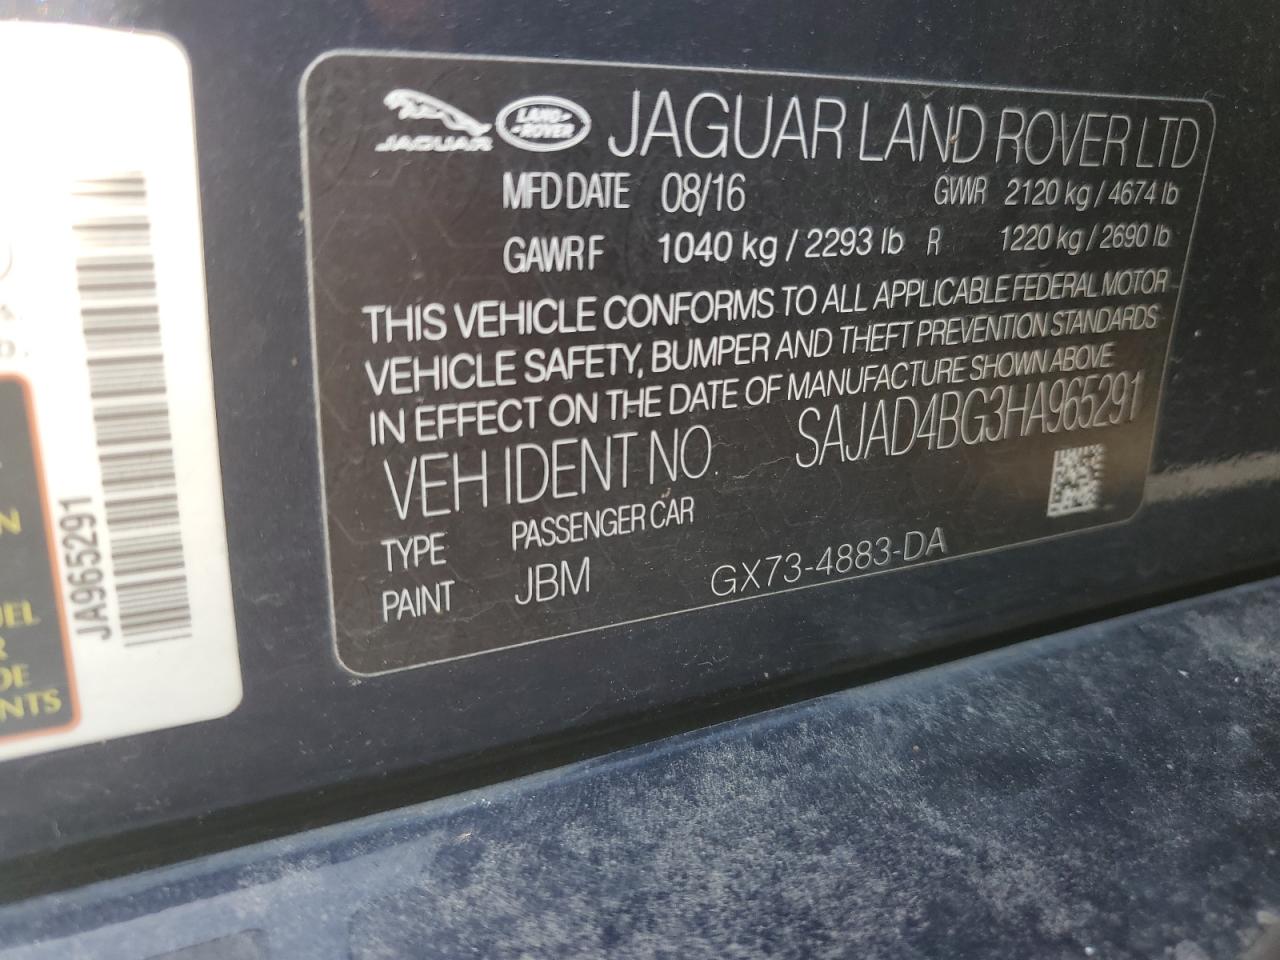 JAGUAR
LAND ROVER
JAGUAR LAND ROVER LTD
MFD DATE 08/16 GVWR 2120 kg / 4674 lb
GAWR F 1040 kg / 2293 lb R 1220 kg / 2690 lb
THIS VEHICLE CONFORMS TO ALL APPLICABLE FEDERAL MOTOR
VEHICLE SAFETY, BUMPER AND THEFT PREVENTION STANDARDS
IN EFFECT ON THE DATE OF MANUFACTURE SHOWN ABOVE
VEH IDENT NO. SAJAD4BG3HA965291
TYPE PASSENGER CAR
PAINT JBM GX73-4883-DA
JA965291